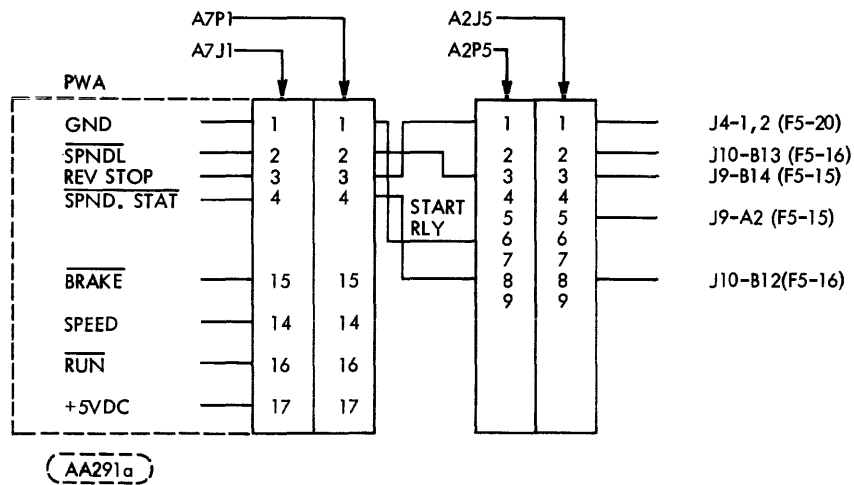 A7P1
A2J5
A7J1
A2P5
PWA
GND 1 1 1 1 J4-1,2 (F5-20)
SPNDL 2 2 2 2 J10-B13 (F5-16)
REV STOP 3 3 3 3 J9-B14 (F5-15)
SPND. STAT 4 4 4 4
START 5 5 J9-A2 (F5-15)
RLY 6 6
7 7
BRAKE 15 15 8 8 J10-B12(F5-16)
9 9
SPEED 14 14
RUN 16 16
+5VDC 17 17
AA291a